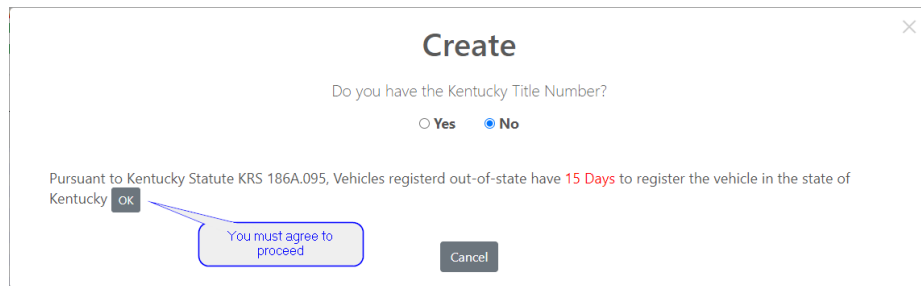 Create
Do you have the Kentucky Title Number?
Yes No
Pursuant to Kentucky Statute KRS 186A.095, Vehicles registerd out-of-state have 15 Days to register the vehicle in the state of
Kentucky OK
You must agree to
proceed
Cancel